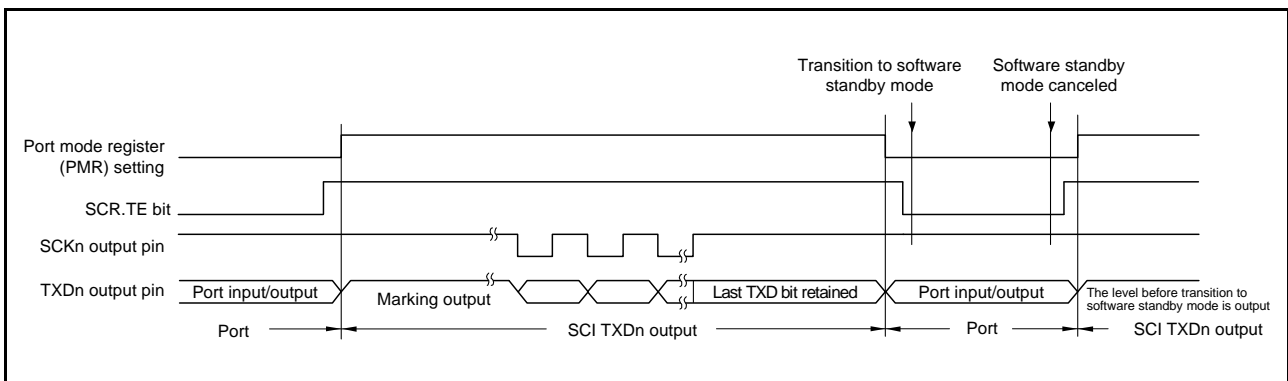 Transition to software
standby mode
Software standby
mode canceled
Port mode register
(PMR) setting
SCR.TE bit
SCKn output pin
TXDn output pin
Port input/output
Marking output
Last TXD bit retained
Port input/output
The level before transition to
software standby mode is output
Port
SCI TXDn output
Port
SCI TXDn output